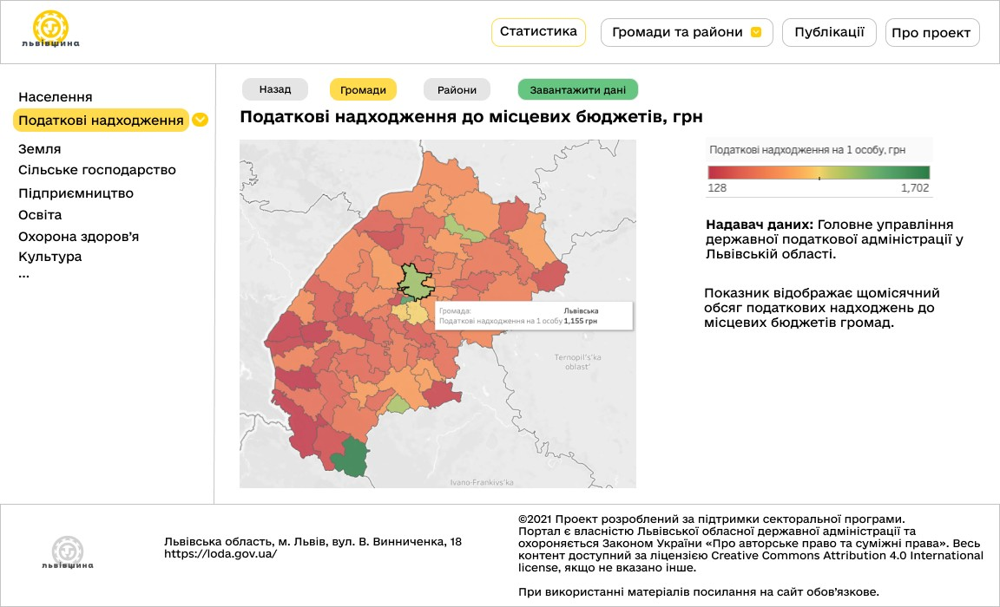 львівщина
Статистика
Громади та райони
Публікації
Про проект
Населення
Податкові надходження
Земля
Сільське господарство
Підприємництво
Освіта
Охорона здоров’я
Культура
...
Назад
Громади
Райони
Завантажити дані
Податкові надходження до місцевих бюджетів, грн
Громада: Львівська
Податкові надходження на 1 особу 1,155 грн
Ternopil's'ka
oblast'
Ivano-Frankivs'ka
Податкові надходження на 1 особу, грн
128 1,702
Надавач даних: Головне управління
державної податкової адміністрації у
Львівській області.
Показник відображає щомісячний
обсяг податкових надходжень до
місцевих бюджетів громад.
львівщина
Львівська область, м. Львів, вул. В. Винниченка, 18
https://loda.gov.ua/
©2021 Проект розроблений за підтримки секторальної програми.
Портал є власністю Львівської обласної державної адміністрації та
охороняється Законом України «Про авторське право та суміжні права». Весь
контент доступний за ліцензією Creative Commons Attribution 4.0 International
license, якщо не вказано інше.
При використанні матеріалів посилання на сайт обов’язкове.